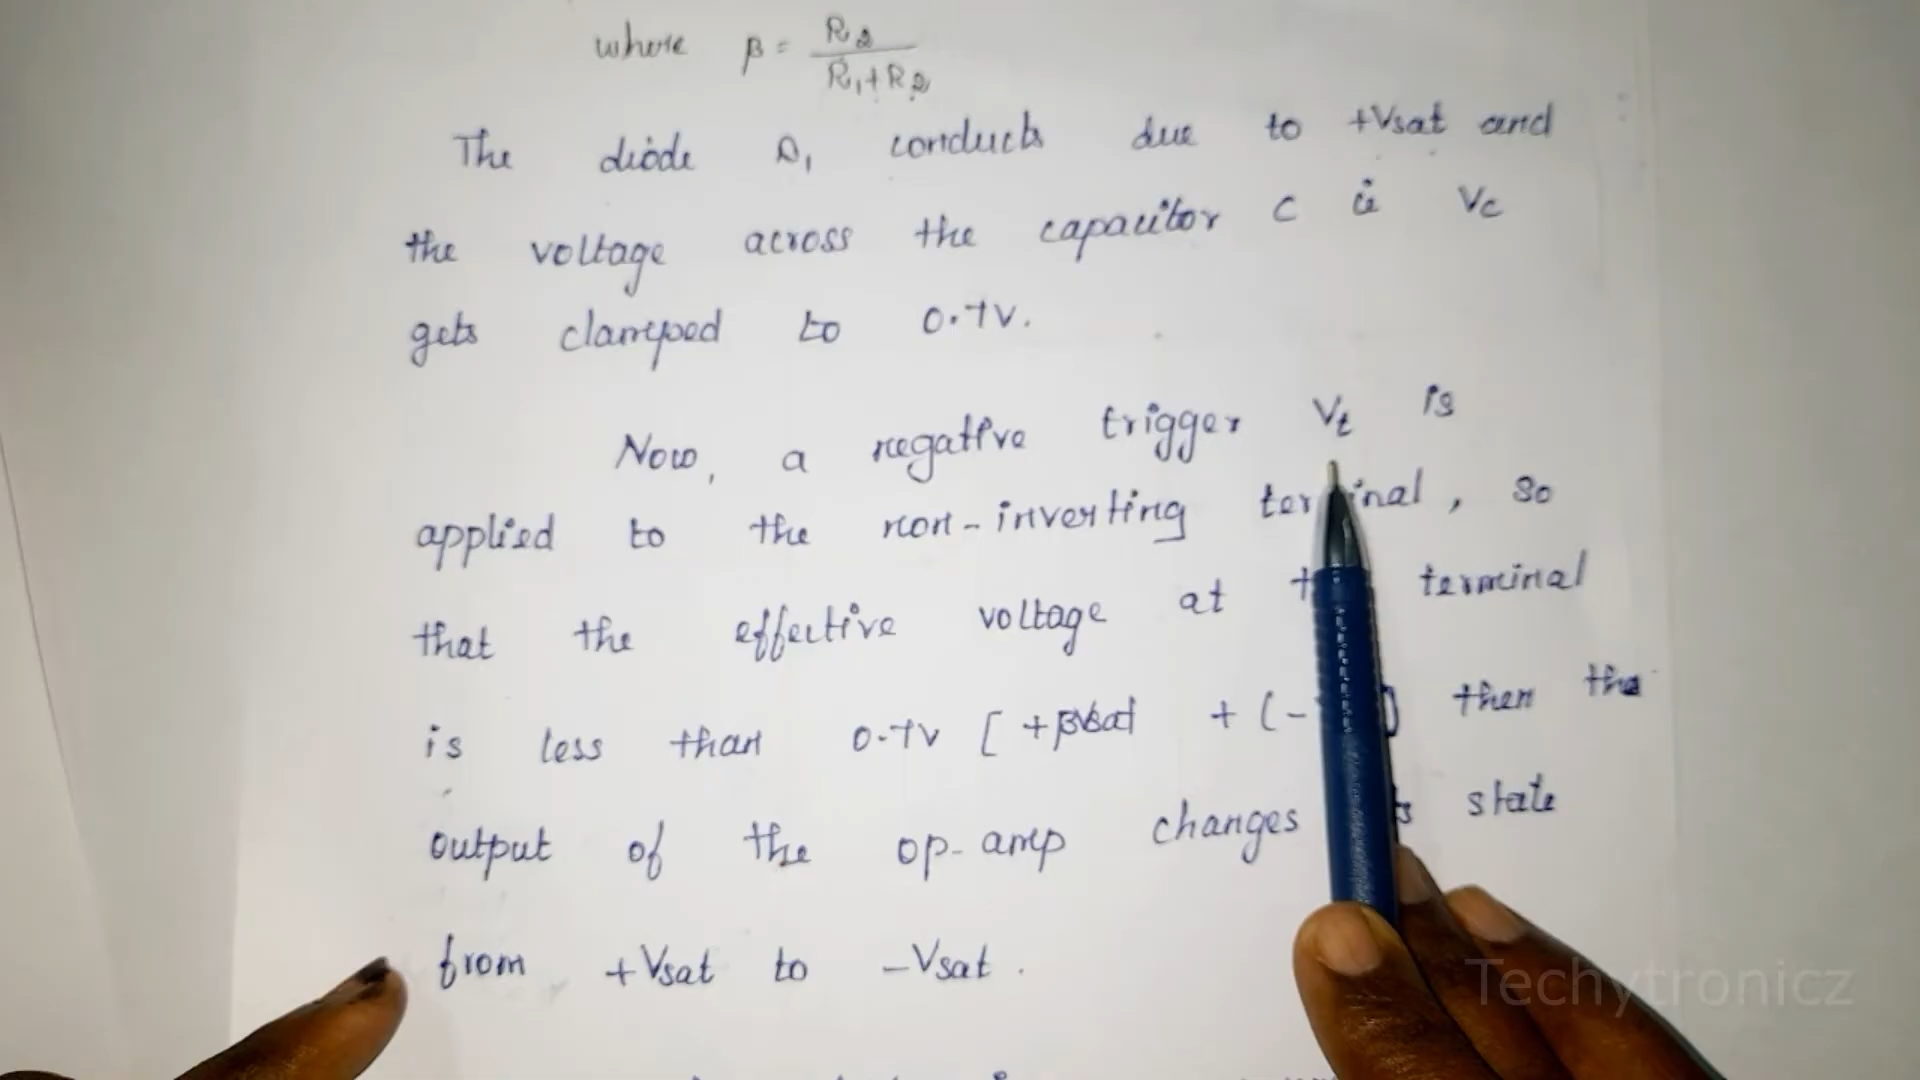 where β = R2 / R1+R2
The diode D1 conducts due to +Vsat and
the voltage across the capacitor C is Vc
gets clamped to 0.7V.
Now, a negative trigger Vt is
applied to the non-inverting terminal, so
that the effective voltage at terminal
is less than 0.7V [+βVsat + (- )] then the
output of the op-amp changes state
from +Vsat to -Vsat.
Techytronicz